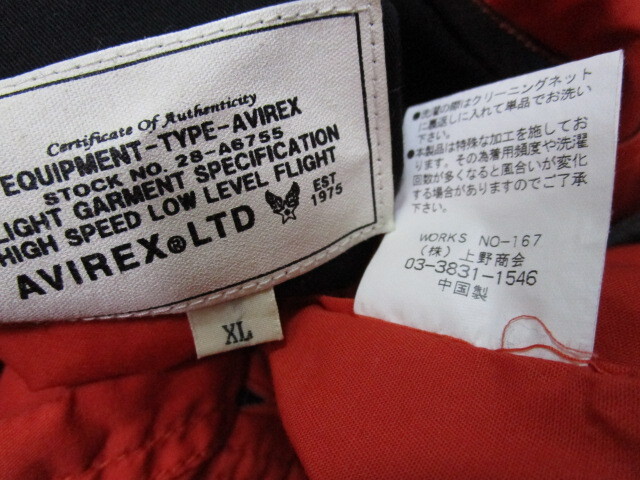 Certificate Of Authenticity
EQUIPMENT-TYPE-AVIREX
STOCK NO. 28-A6755
LIGHT GARMENT SPECIFICATION
HIGH SPEED LOW LEVEL FLIGHT
AVIREX®LTD
EST
1975
XL
●洗濯の際はクリーニングネット
に裏返しに入れて単品でお洗い
下さい。
●本製品は特殊な加工を施してお
ります。その為着用頻度や洗濯
回数が多くなると風合いが変化
する場合がありますのでご了承
下さい。
WORKS NO-167
(株) 上野商会
03-3831-1546
中国製